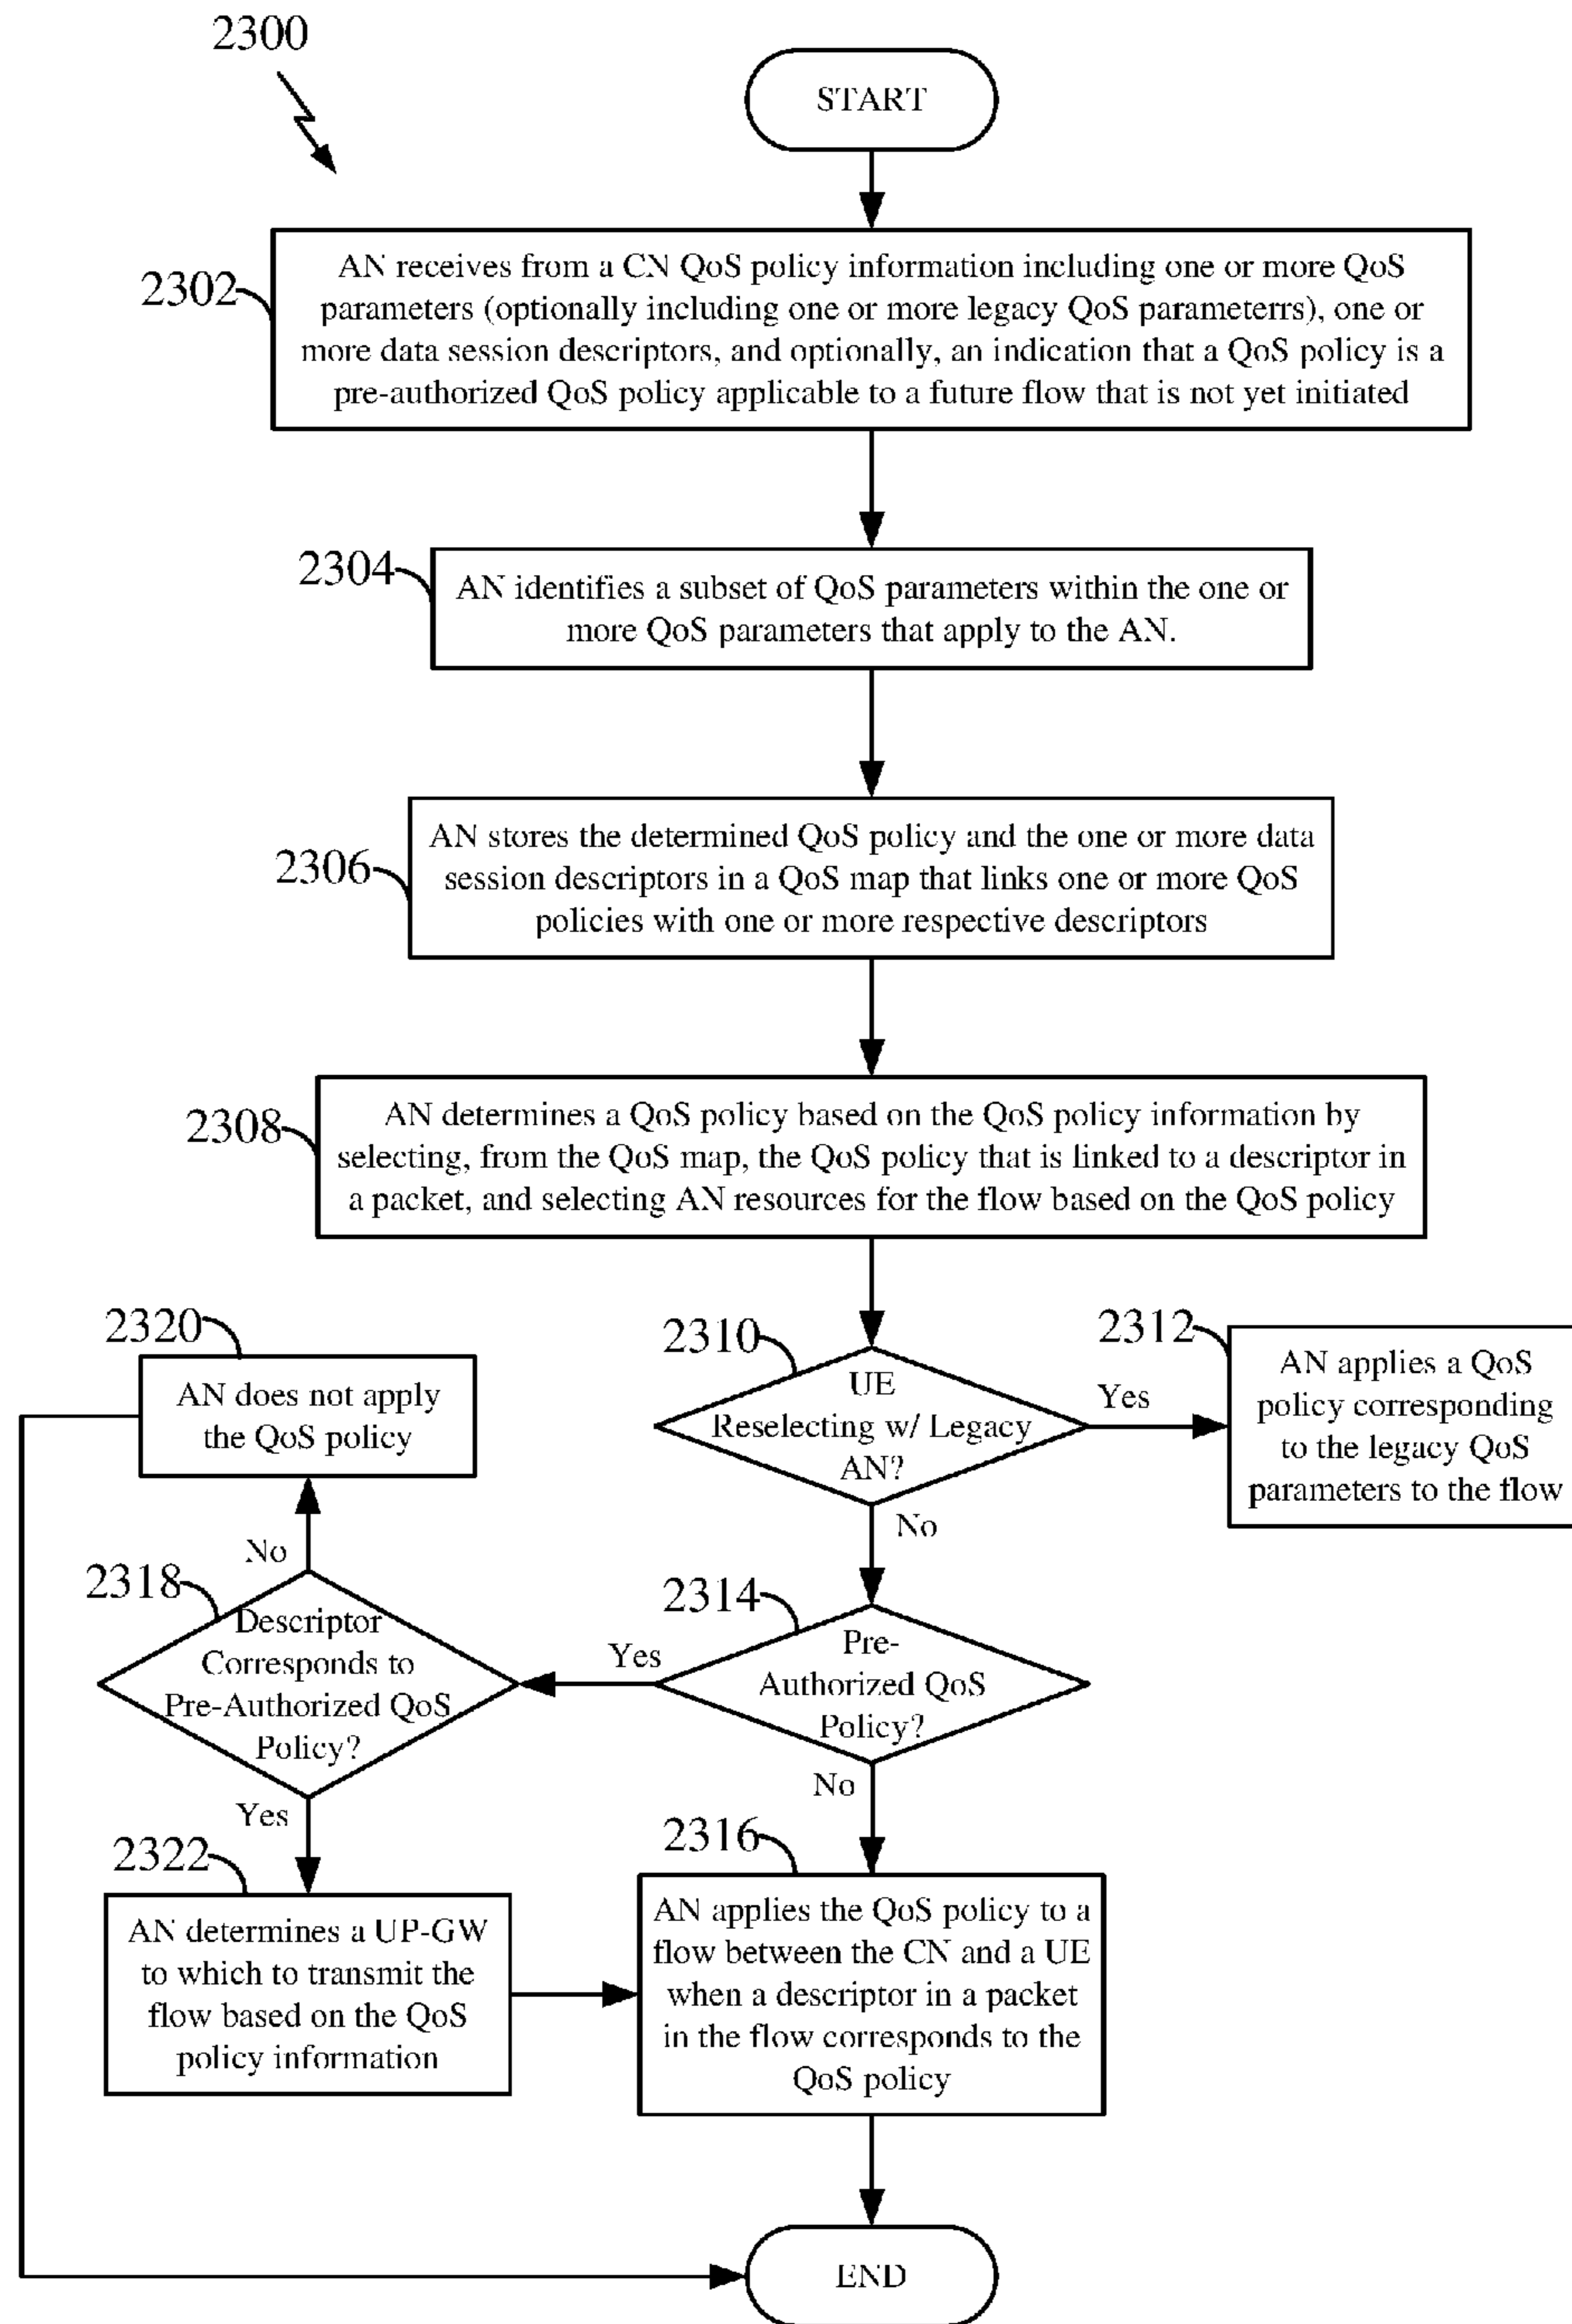 2300
START
2302
AN receives from a CN QoS policy information including one or more QoS
parameters (optionally including one or more legacy QoS parameterrs), one or
more data session descriptors, and optionally, an indication that a QoS policy is a
pre-authorized QoS policy applicable to a future flow that is not yet initiated
2304
AN identifies a subset of QoS parameters within the one or
more QoS parameters that apply to the AN.
2306
AN stores the determined QoS policy and the one or more data
session descriptors in a QoS map that links one or more QoS
policies with one or more respective descriptors
2308
AN determines a QoS policy based on the QoS policy information by
selecting, from the QoS map, the QoS policy that is linked to a descriptor in
a packet, and selecting AN resources for the flow based on the QoS policy
2310
UE
Reselecting w/ Legacy
AN?
Yes
2312
AN applies a QoS
policy corresponding
to the legacy QoS
parameters to the flow
No
2314
Pre-
Authorized QoS
Policy?
Yes
2318
Descriptor
Corresponds to
Pre-Authorized QoS
Policy?
No
2320
AN does not apply
the QoS policy
Yes
2322
AN determines a UP-GW
to which to transmit the
flow based on the QoS
policy information
No
2316
AN applies the QoS policy to a
flow between the CN and a UE
when a descriptor in a packet
in the flow corresponds to the
QoS policy
END